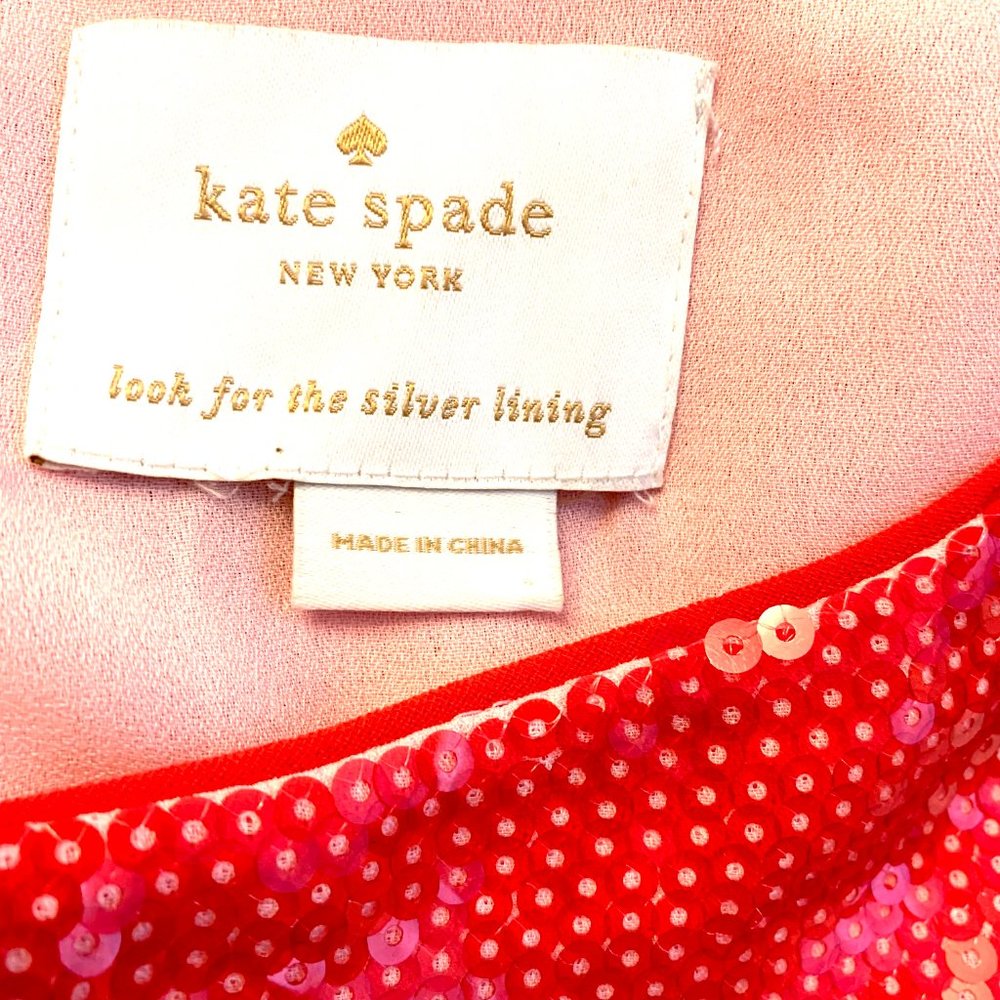 kate spade
NEW YORK
look for the silver lining
MADE IN CHINA